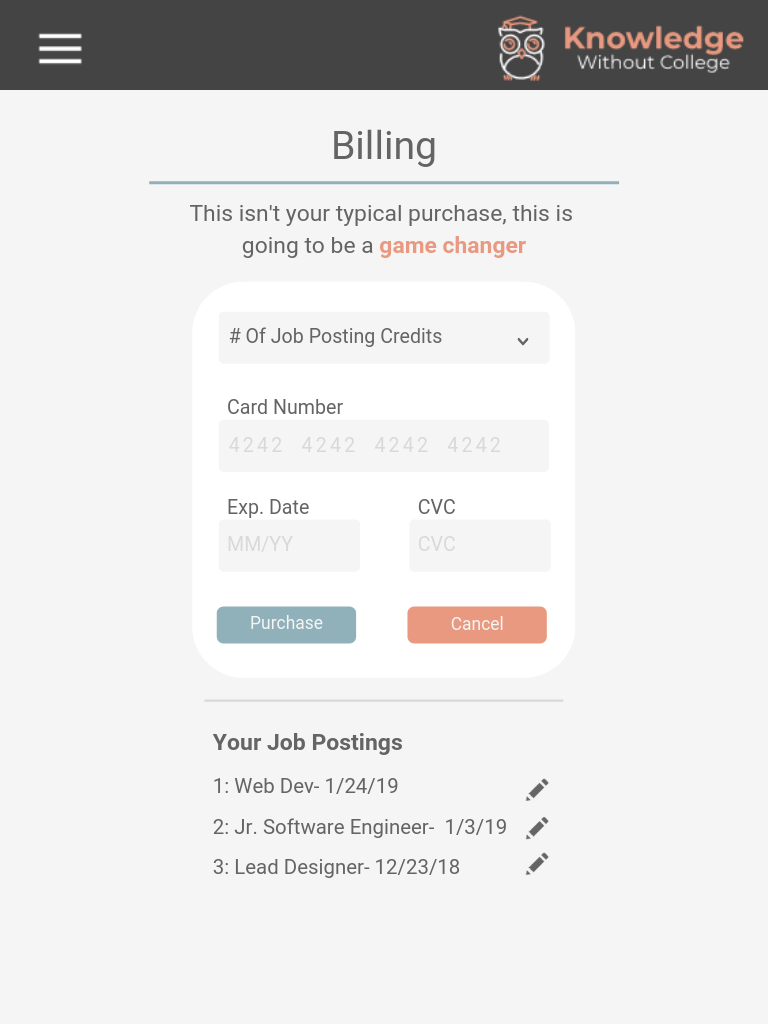 Knowledge
Without College
Billing
This isn't your typical purchase, this is
going to be a game changer
# Of Job Posting Credits
Card Number
4242 4242 4242 4242
Exp. Date
CVC
MM/YY
CVC
Purchase
Cancel
Your Job Postings
1: Web Dev- 1/24/19
2: Jr. Software Engineer- 1/3/19
3: Lead Designer- 12/23/18